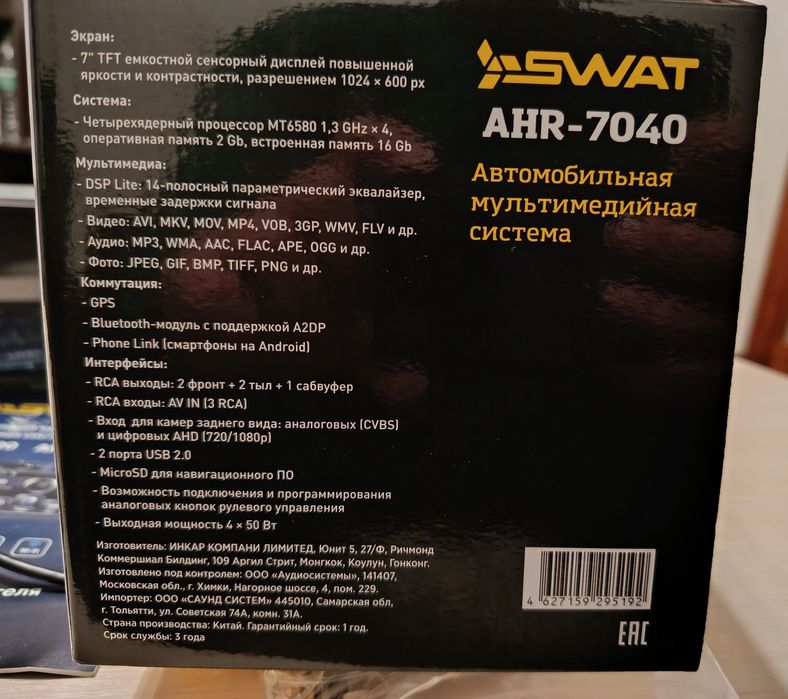 Экран:
- 7" TFT емкостной сенсорный дисплей повышенной
яркости и контрастности, разрешением 1024 × 600 px
Система:
- Четырехядерный процессор MT6580 1,3 GHz × 4,
оперативная память 2 Gb, встроенная память 16 Gb
Мультимедиа:
- DSP Lite: 14-полосный параметрический эквалайзер,
временные задержки сигнала
- Видео: AVI, MKV, MOV, MP4, VOB, 3GP, WMV, FLV и др.
- Аудио: MP3, WMA, AAC, FLAC, APE, OGG и др.
- Фото: JPEG, GIF, BMP, TIFF, PNG и др.
Коммутация:
- GPS
- Bluetooth-модуль с поддержкой A2DP
- Phone Link (смартфоны на Android)
Интерфейсы:
- RCA выходы: 2 фронт + 2 тыл + 1 сабвуфер
- RCA входы: AV IN (3 RCA)
- Вход для камер заднего вида: аналоговых (CVBS)
и цифровых AHD (720/1080p)
- 2 порта USB 2.0
- MicroSD для навигационного ПО
- Возможность подключения и программирования
аналоговых кнопок рулевого управления
- Выходная мощность 4 × 50 Вт
Изготовитель: ИНКАР КОМПАНИ ЛИМИТЕД, Юнит 5, 27/Ф, Ричмонд
Коммершиал Билдинг, 109 Аргил Стрит, Монгкок, Коулун, Гонконг.
Изготовлено под контролем: ООО «Аудиосистемы», 141407,
Московская обл., г. Химки, Нагорное шоссе, 4, пом. 229.
Импортер: ООО «САУНД СИСТЕМ» 445010, Самарская обл,
г. Тольятти, ул. Советская 74А, комн. 31А.
Страна производства: Китай. Гарантийный срок: 1 год.
Срок службы: 3 года
SWAT
AHR-7040
Автомобильная
мультимедийная
система
4 627159 295192
EAC